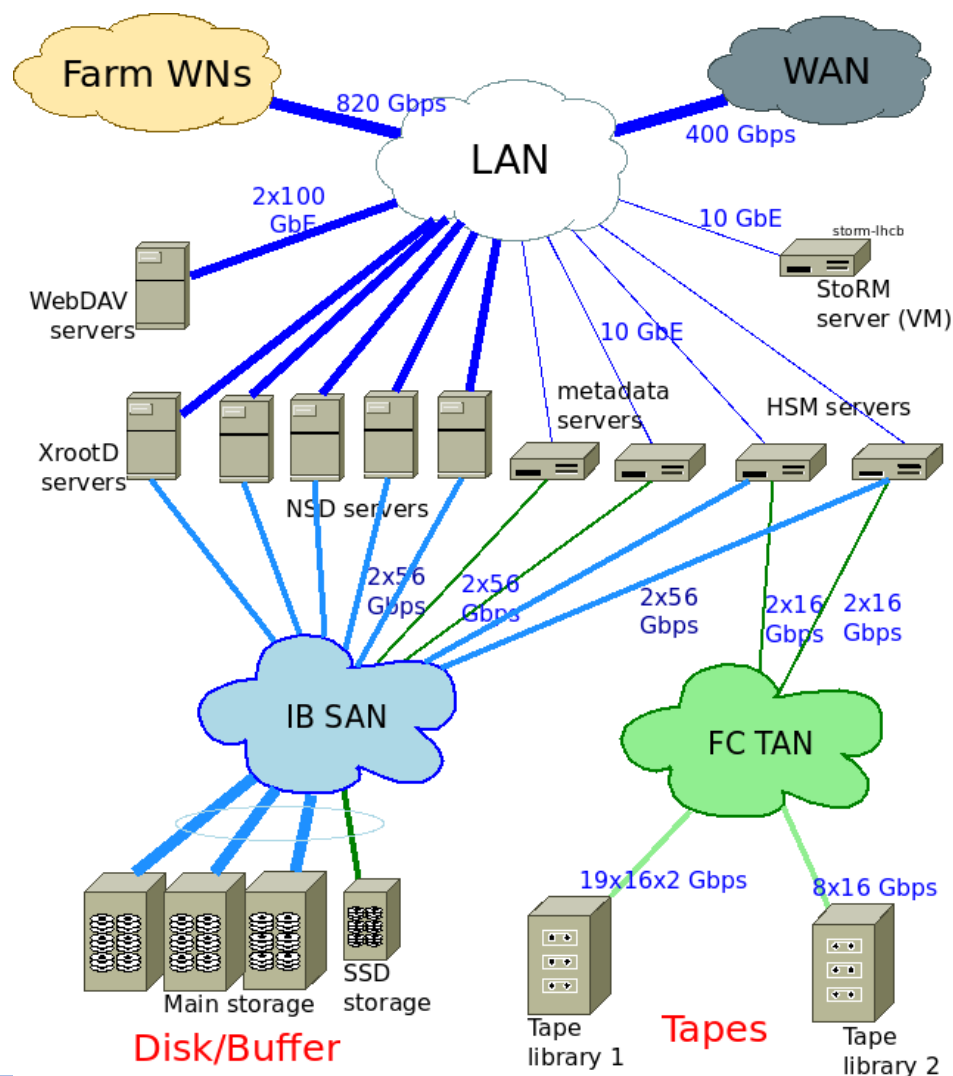 Farm WNs
WAN
820 Gbps
400 Gbps
LAN
2x100
GbE
10 GbE
storm-lhcb
WebDAV
servers
StoRM
server (VM)
10 GbE
metadata
servers
HSM servers
XrootD
servers
NSD servers
2x56
Gbps
2x56
Gbps
2x56
Gbps
2x16
Gbps
2x16
Gbps
IB SAN
FC TAN
19x16x2 Gbps
8x16 Gbps
Main storage
SSD
storage
Disk/Buffer
Tape
library 1
Tapes
Tape
library 2